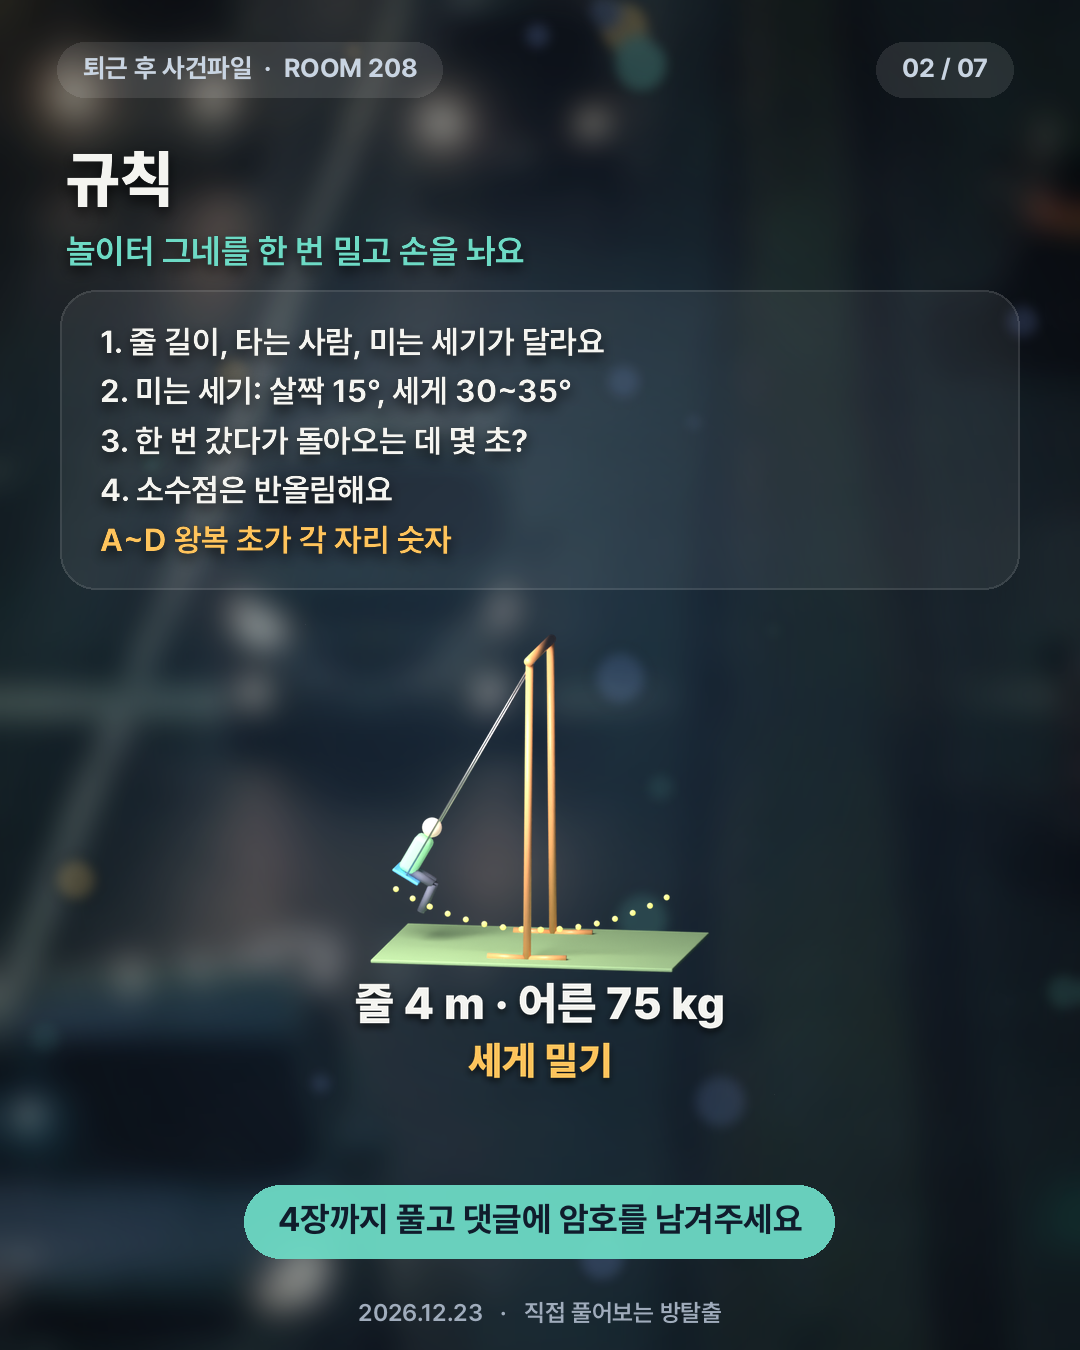 퇴근 후 사건파일 · ROOM 208
02 / 07
규칙
놀이터 그네를 한 번 밀고 손을 놔요
1. 줄 길이, 타는 사람, 미는 세기가 달라요
2. 미는 세기: 살짝 15°, 세게 30~35°
3. 한 번 갔다가 돌아오는 데 몇 초?
4. 소수점은 반올림해요
A~D 왕복 초가 각 자리 숫자
줄 4 m · 어른 75 kg
세게 밀기
4장까지 풀고 댓글에 암호를 남겨주세요
2026.12.23 · 직접 풀어보는 방탈출